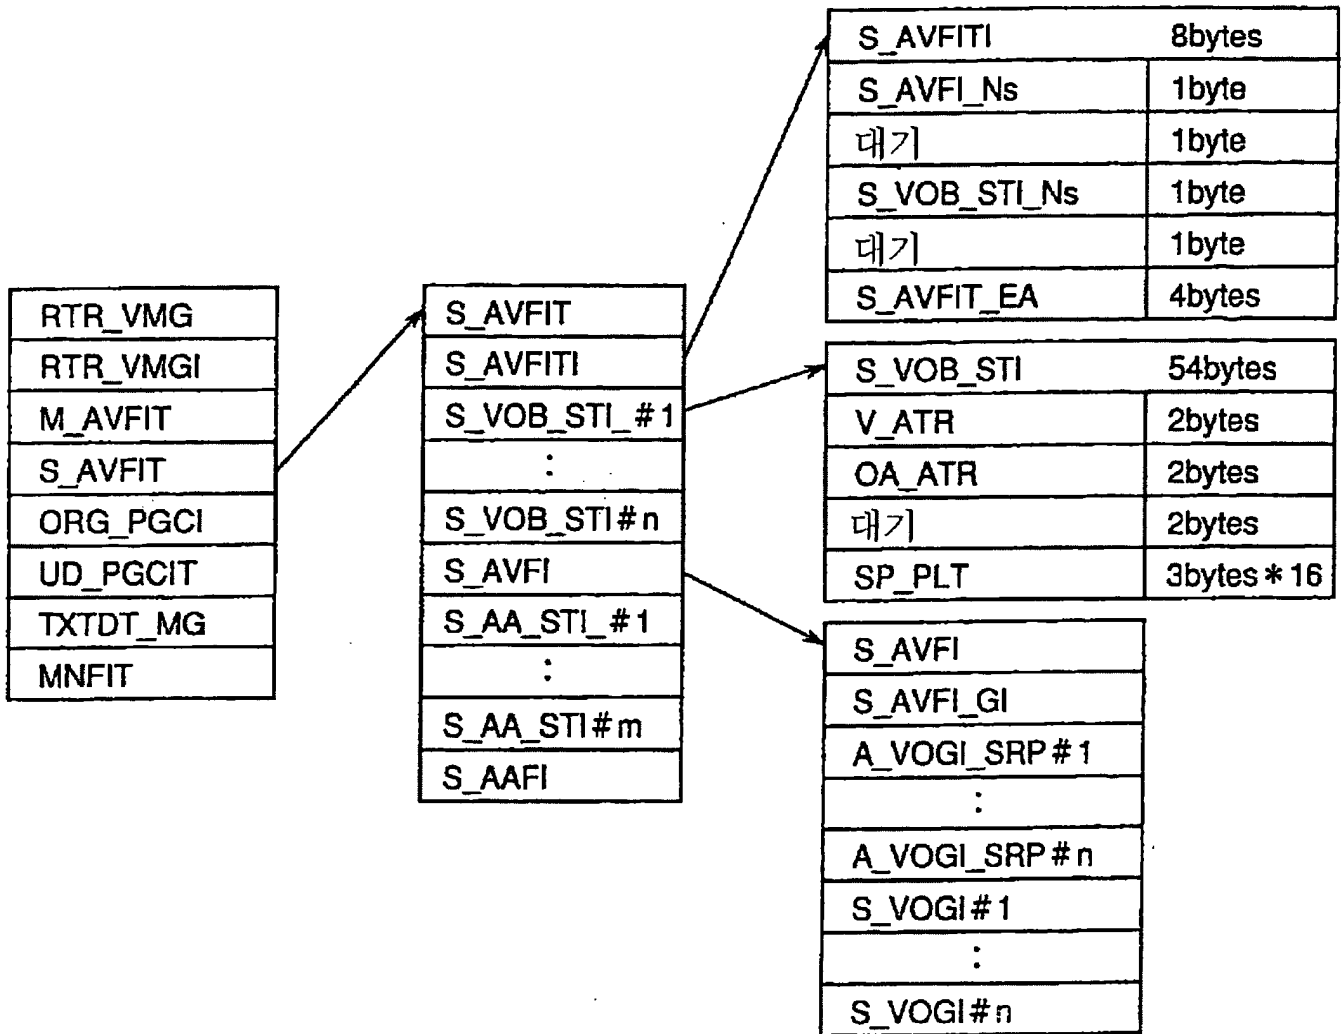 RTR_VMG
RTR_VMGI
M_AVFIT
S_AVFIT
ORG_PGCI
UD_PGCIT
TXTDT_MG
MNFIT
S_AVFIT
S_AVFITI
S_VOB_STI_#1
:
S_VOB_STI#n
S_AVFI
S_AA_STI_#1
:
S_AA_STI#m
S_AAFI
S_AVFITI 8bytes
S_AVFI_Ns 1byte
대기 1byte
S_VOB_STI_Ns 1byte
대기 1byte
S_AVFIT_EA 4bytes
S_VOB_STI 54bytes
V_ATR 2bytes
OA_ATR 2bytes
대기 2bytes
SP_PLT 3bytes*16
S_AVFI
S_AVFI_GI
A_VOGI_SRP#1
:
A_VOGI_SRP#n
S_VOGI#1
:
S_VOGI#n